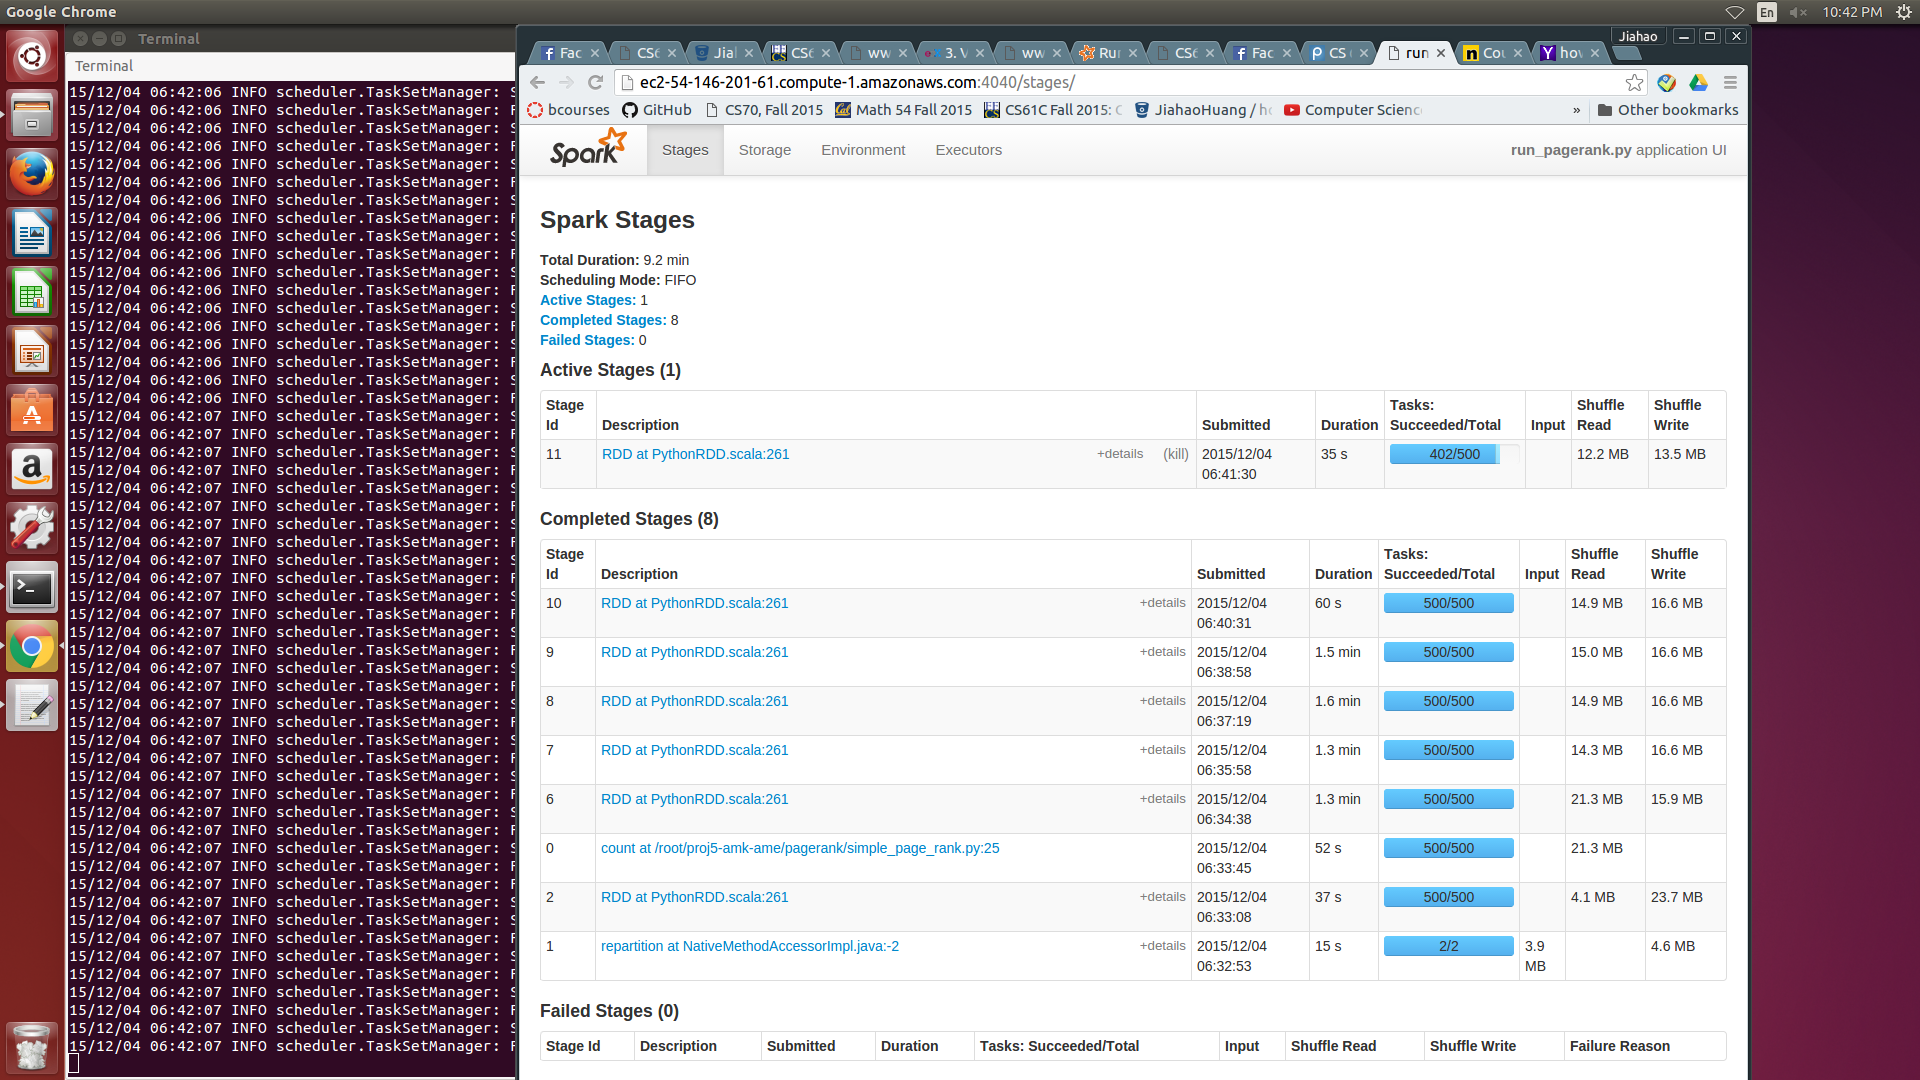 Google Chrome
En
10:42 PM
Terminal
Jiahao
Terminal
Fac
CS6
Jial
CS6
ww
3. V
ww
Rur
CS6
Fac
CS
run
Cou
hov
ec2-54-146-201-61.compute-1.amazonaws.com:4040/stages/
bcourses
GitHub
CS70, Fall 2015
Math 54 Fall 2015
CS61C Fall 2015: C
JiahaoHuang / hc
Computer Scienc
»
Other bookmarks
Spark
Stages
Storage
Environment
Executors
run_pagerank.py application UI
15/12/04 06:42:06 INFO scheduler.TaskSetManager: S
15/12/04 06:42:06 INFO scheduler.TaskSetManager: F
15/12/04 06:42:06 INFO scheduler.TaskSetManager: S
15/12/04 06:42:06 INFO scheduler.TaskSetManager: F
15/12/04 06:42:06 INFO scheduler.TaskSetManager: S
15/12/04 06:42:06 INFO scheduler.TaskSetManager: F
15/12/04 06:42:06 INFO scheduler.TaskSetManager: S
15/12/04 06:42:06 INFO scheduler.TaskSetManager: F
15/12/04 06:42:06 INFO scheduler.TaskSetManager: S
15/12/04 06:42:06 INFO scheduler.TaskSetManager: F
15/12/04 06:42:06 INFO scheduler.TaskSetManager: S
15/12/04 06:42:06 INFO scheduler.TaskSetManager: F
15/12/04 06:42:06 INFO scheduler.TaskSetManager: S
15/12/04 06:42:06 INFO scheduler.TaskSetManager: F
15/12/04 06:42:06 INFO scheduler.TaskSetManager: S
15/12/04 06:42:06 INFO scheduler.TaskSetManager: F
15/12/04 06:42:06 INFO scheduler.TaskSetManager: S
15/12/04 06:42:06 INFO scheduler.TaskSetManager: F
15/12/04 06:42:07 INFO scheduler.TaskSetManager: S
15/12/04 06:42:07 INFO scheduler.TaskSetManager: F
15/12/04 06:42:07 INFO scheduler.TaskSetManager: S
15/12/04 06:42:07 INFO scheduler.TaskSetManager: F
15/12/04 06:42:07 INFO scheduler.TaskSetManager: S
15/12/04 06:42:07 INFO scheduler.TaskSetManager: F
15/12/04 06:42:07 INFO scheduler.TaskSetManager: S
15/12/04 06:42:07 INFO scheduler.TaskSetManager: F
15/12/04 06:42:07 INFO scheduler.TaskSetManager: S
15/12/04 06:42:07 INFO scheduler.TaskSetManager: F
15/12/04 06:42:07 INFO scheduler.TaskSetManager: S
15/12/04 06:42:07 INFO scheduler.TaskSetManager: F
15/12/04 06:42:07 INFO scheduler.TaskSetManager: S
15/12/04 06:42:07 INFO scheduler.TaskSetManager: F
15/12/04 06:42:07 INFO scheduler.TaskSetManager: S
15/12/04 06:42:07 INFO scheduler.TaskSetManager: F
15/12/04 06:42:07 INFO scheduler.TaskSetManager: S
15/12/04 06:42:07 INFO scheduler.TaskSetManager: F
15/12/04 06:42:07 INFO scheduler.TaskSetManager: S
15/12/04 06:42:07 INFO scheduler.TaskSetManager: F
15/12/04 06:42:07 INFO scheduler.TaskSetManager: S
15/12/04 06:42:07 INFO scheduler.TaskSetManager: F
15/12/04 06:42:07 INFO scheduler.TaskSetManager: S
15/12/04 06:42:07 INFO scheduler.TaskSetManager: F
15/12/04 06:42:07 INFO scheduler.TaskSetManager: S
15/12/04 06:42:07 INFO scheduler.TaskSetManager: F
15/12/04 06:42:07 INFO scheduler.TaskSetManager: S
15/12/04 06:42:07 INFO scheduler.TaskSetManager: F
15/12/04 06:42:07 INFO scheduler.TaskSetManager: S
15/12/04 06:42:07 INFO scheduler.TaskSetManager: F
15/12/04 06:42:07 INFO scheduler.TaskSetManager: F
15/12/04 06:42:07 INFO scheduler.TaskSetManager: F
15/12/04 06:42:07 INFO scheduler.TaskSetManager: S
15/12/04 06:42:07 INFO scheduler.TaskSetManager: F
15/12/04 06:42:07 INFO scheduler.TaskSetManager: S
15/12/04 06:42:07 INFO scheduler.TaskSetManager: F
Spark Stages
Total Duration: 9.2 min
Scheduling Mode: FIFO
Active Stages: 1
Completed Stages: 8
Failed Stages: 0
Active Stages (1)
Stage Id Description Submitted Duration Tasks: Succeeded/Total Input Shuffle Read Shuffle Write
11 RDD at PythonRDD.scala:261 +details (kill) 2015/12/04 06:41:30 35 s 402/500 12.2 MB 13.5 MB
Completed Stages (8)
Stage Id Description Submitted Duration Tasks: Succeeded/Total Input Shuffle Read Shuffle Write
10 RDD at PythonRDD.scala:261 +details 2015/12/04 06:40:31 60 s 500/500 14.9 MB 16.6 MB
9 RDD at PythonRDD.scala:261 +details 2015/12/04 06:38:58 1.5 min 500/500 15.0 MB 16.6 MB
8 RDD at PythonRDD.scala:261 +details 2015/12/04 06:37:19 1.6 min 500/500 14.9 MB 16.6 MB
7 RDD at PythonRDD.scala:261 +details 2015/12/04 06:35:58 1.3 min 500/500 14.3 MB 16.6 MB
6 RDD at PythonRDD.scala:261 +details 2015/12/04 06:34:38 1.3 min 500/500 21.3 MB 15.9 MB
0 count at /root/proj5-amk-ame/pagerank/simple_page_rank.py:25 2015/12/04 06:33:45 52 s 500/500 21.3 MB
2 RDD at PythonRDD.scala:261 +details 2015/12/04 06:33:08 37 s 500/500 4.1 MB 23.7 MB
1 repartition at NativeMethodAccessorImpl.java:-2 +details 2015/12/04 06:32:53 15 s 2/2 3.9 MB 4.6 MB
Failed Stages (0)
Stage Id Description Submitted Duration Tasks: Succeeded/Total Input Shuffle Read Shuffle Write Failure Reason